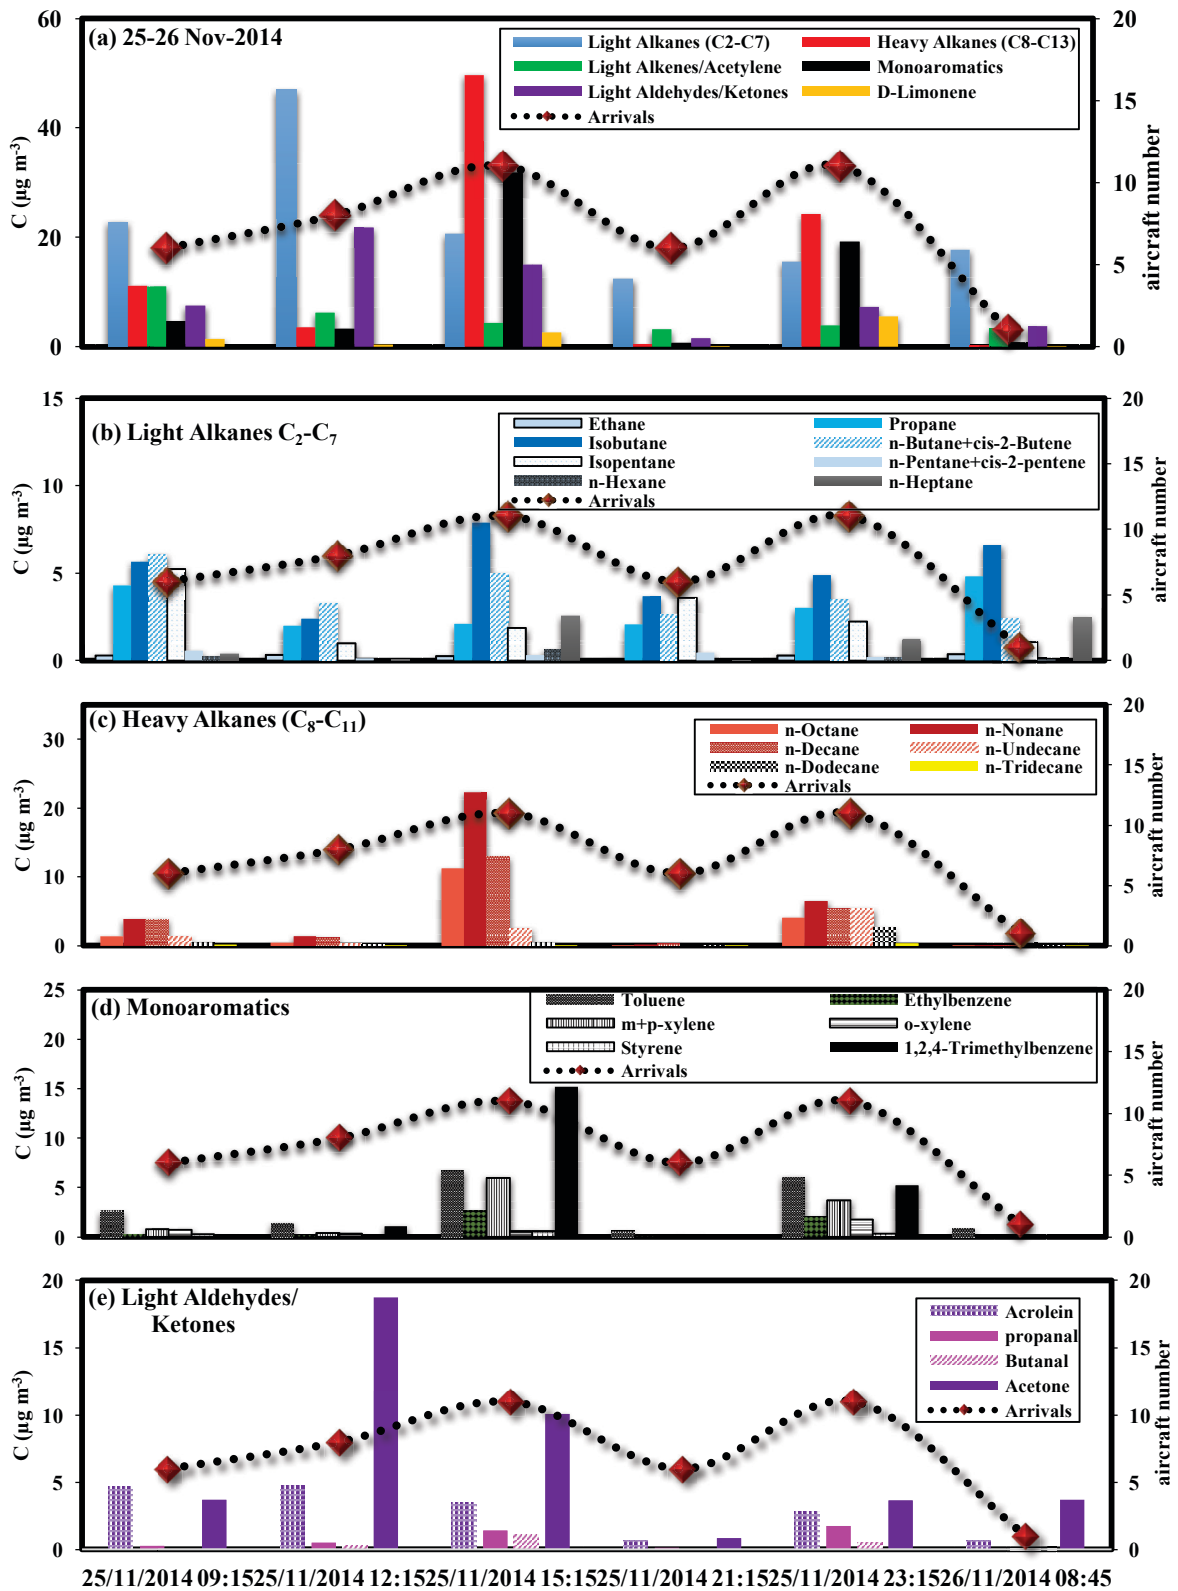 (a) 25-26 Nov-2014
Light Alkanes (C2-C7) Heavy Alkanes (C8-C13)
Light Alkenes/Acetylene Monoaromatics
Light Aldehydes/Ketones D-Limonene
Arrivals
60
40
20
0
C (µg m-3)
20
15
10
5
0
aircraft number
(b) Light Alkanes C2-C7
Ethane Propane
Isobutane n-Butane+cis-2-Butene
Isopentane n-Pentane+cis-2-pentene
n-Hexane n-Heptane
Arrivals
15
10
5
0
C (µg m-3)
20
15
10
5
0
aircraft number
(c) Heavy Alkanes (C8-C11)
n-Octane n-Nonane
n-Decane n-Undecane
n-Dodecane n-Tridecane
Arrivals
30
20
10
0
C (µg m-3)
20
15
10
5
0
aircraft number
(d) Monoaromatics
Toluene Ethylbenzene
m+p-xylene o-xylene
Styrene 1,2,4-Trimethylbenzene
Arrivals
25
20
15
10
5
0
C (µg m-3)
20
15
10
5
0
aircraft number
(e) Light Aldehydes/
Ketones
Acrolein
propanal
Butanal
Acetone
Arrivals
20
15
10
5
0
C (µg m-3)
20
15
10
5
0
aircraft number
25/11/2014 09:15 25/11/2014 12:15 25/11/2014 15:15 25/11/2014 21:15 25/11/2014 23:15 26/11/2014 08:45